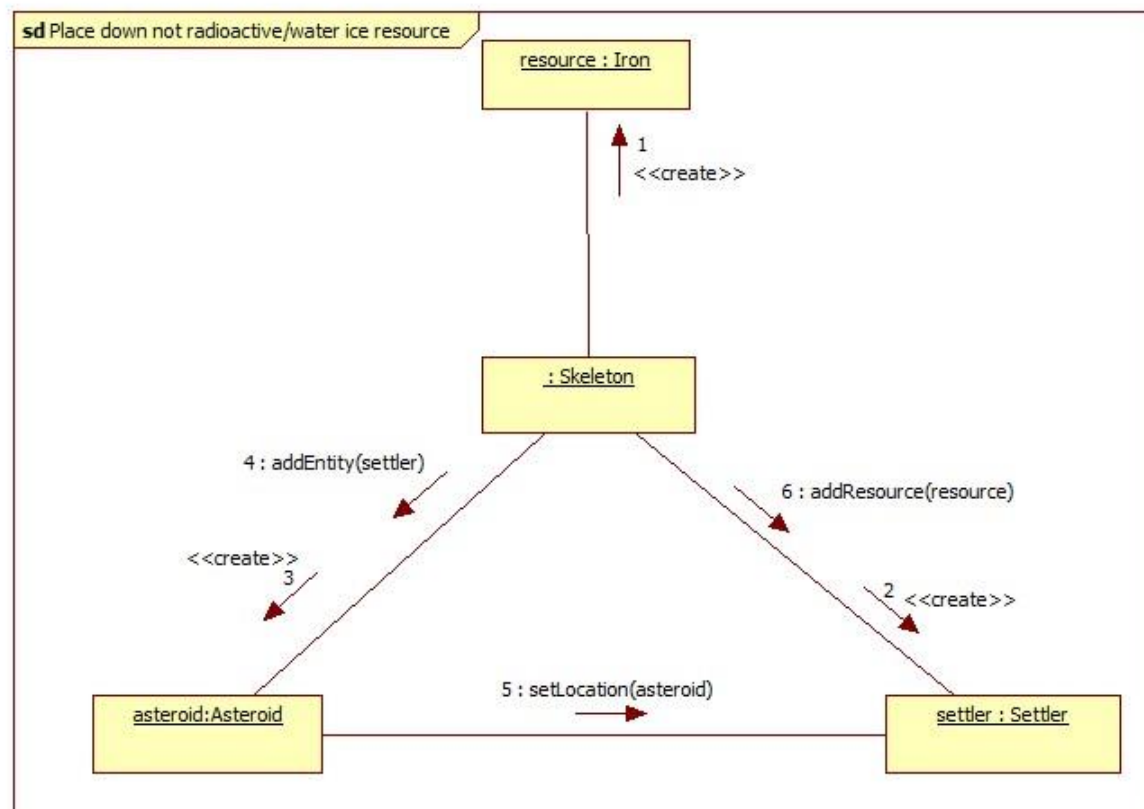 sd Place down not radioactive/water ice resource
resource : Iron
1
<<create>>
: Skeleton
4 : addEntity(settler)
6 : addResource(resource)
<<create>>
3
2
<<create>>
5 : setLocation(asteroid)
asteroid:Asteroid
settler : Settler